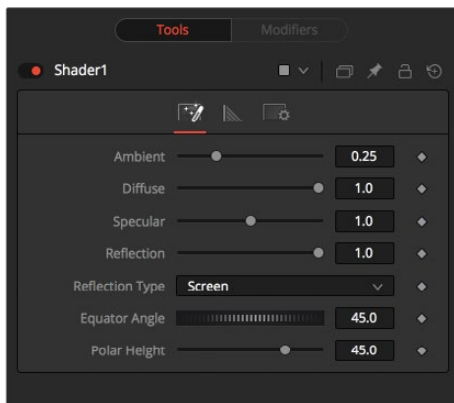 Tools Modifiers
Shader1
Ambient 0.25
Diffuse 1.0
Specular 1.0
Reflection 1.0
Reflection Type Screen
Equator Angle 45.0
Polar Height 45.0